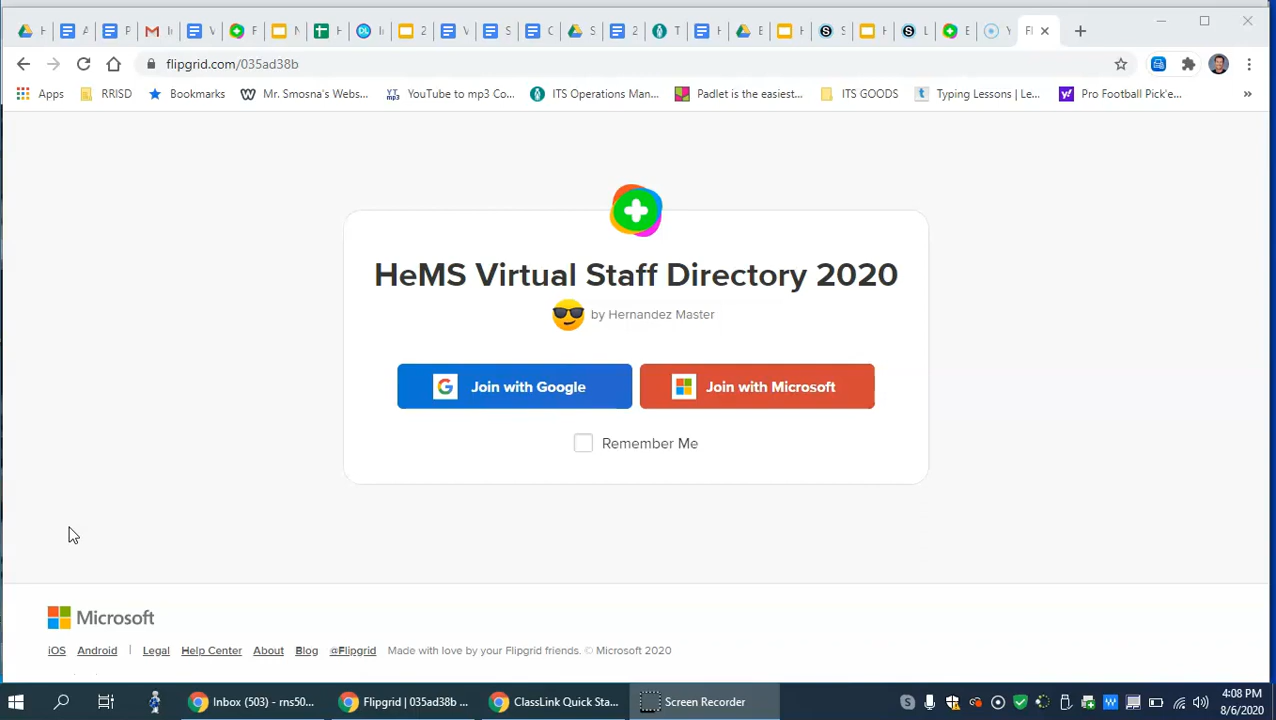 flipgrid.com/035ad38b
Apps RRISD Bookmarks Mr. Smosna's Webs... YouTube to mp3 Co... ITS Operations Man... Padlet is the easiest... ITS GOODS Typing Lessons | Le... Pro Football Pick'e... »
HeMS Virtual Staff Directory 2020
by Hernandez Master
Join with Google Join with Microsoft
Remember Me
Microsoft
iOS Android | Legal Help Center About Blog @Flipgrid Made with love by your Flipgrid friends. © Microsoft 2020
Inbox (503) - rns50... Flipgrid | 035ad38b ... ClassLink Quick Sta... Screen Recorder
4:08 PM
8/6/2020